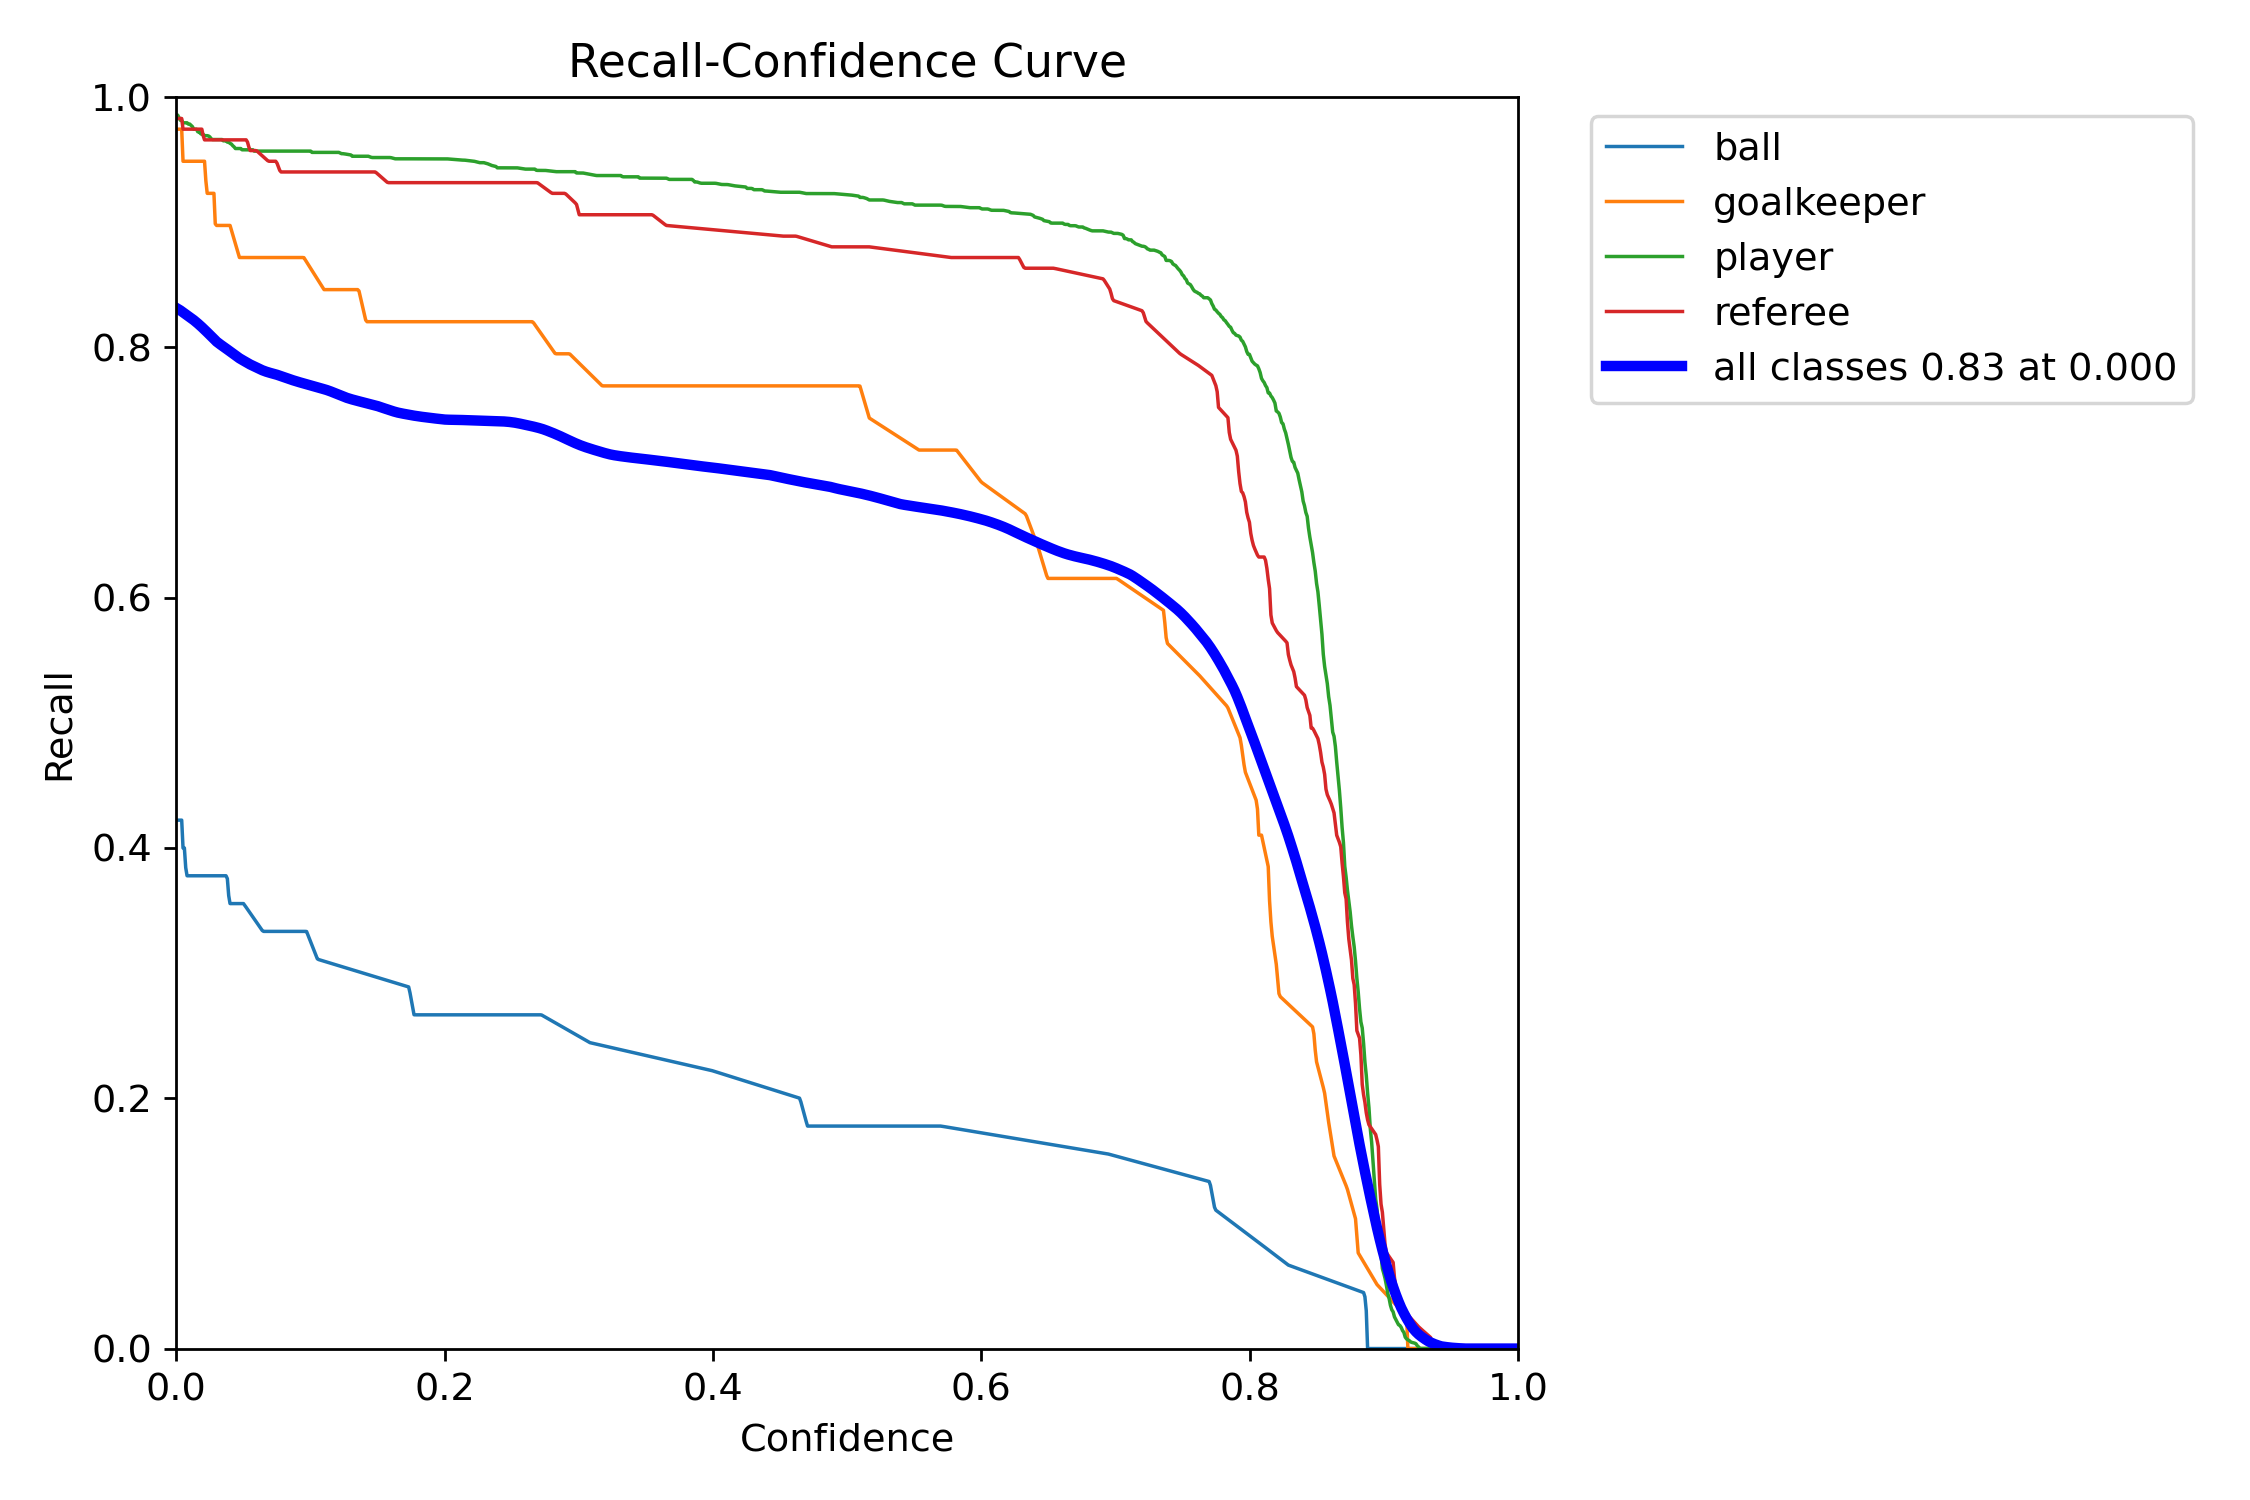 Recall-Confidence Curve
1.0
0.8
0.6
0.4
0.2
0.0
Recall
0.0 0.2 0.4 0.6 0.8 1.0
Confidence
ball
goalkeeper
player
referee
all classes 0.83 at 0.000